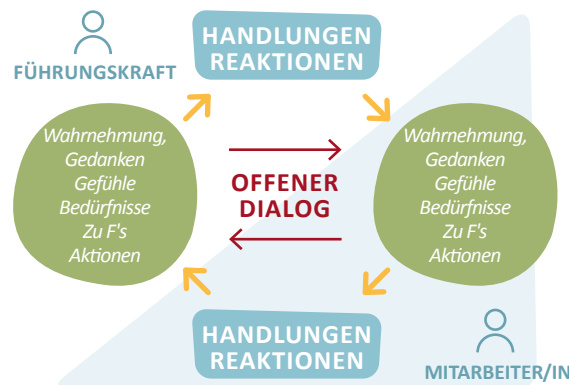 HANDLUNGEN
REAKTIONEN
FÜHRUNGSKRAFT
Wahrnehmung,
Gedanken
Gefühle
Bedürfnisse
Zu F's
Aktionen
OFFENER
DIALOG
Wahrnehmung,
Gedanken
Gefühle
Bedürfnisse
Zu F's
Aktionen
HANDLUNGEN
REAKTIONEN
MITARBEITER/IN